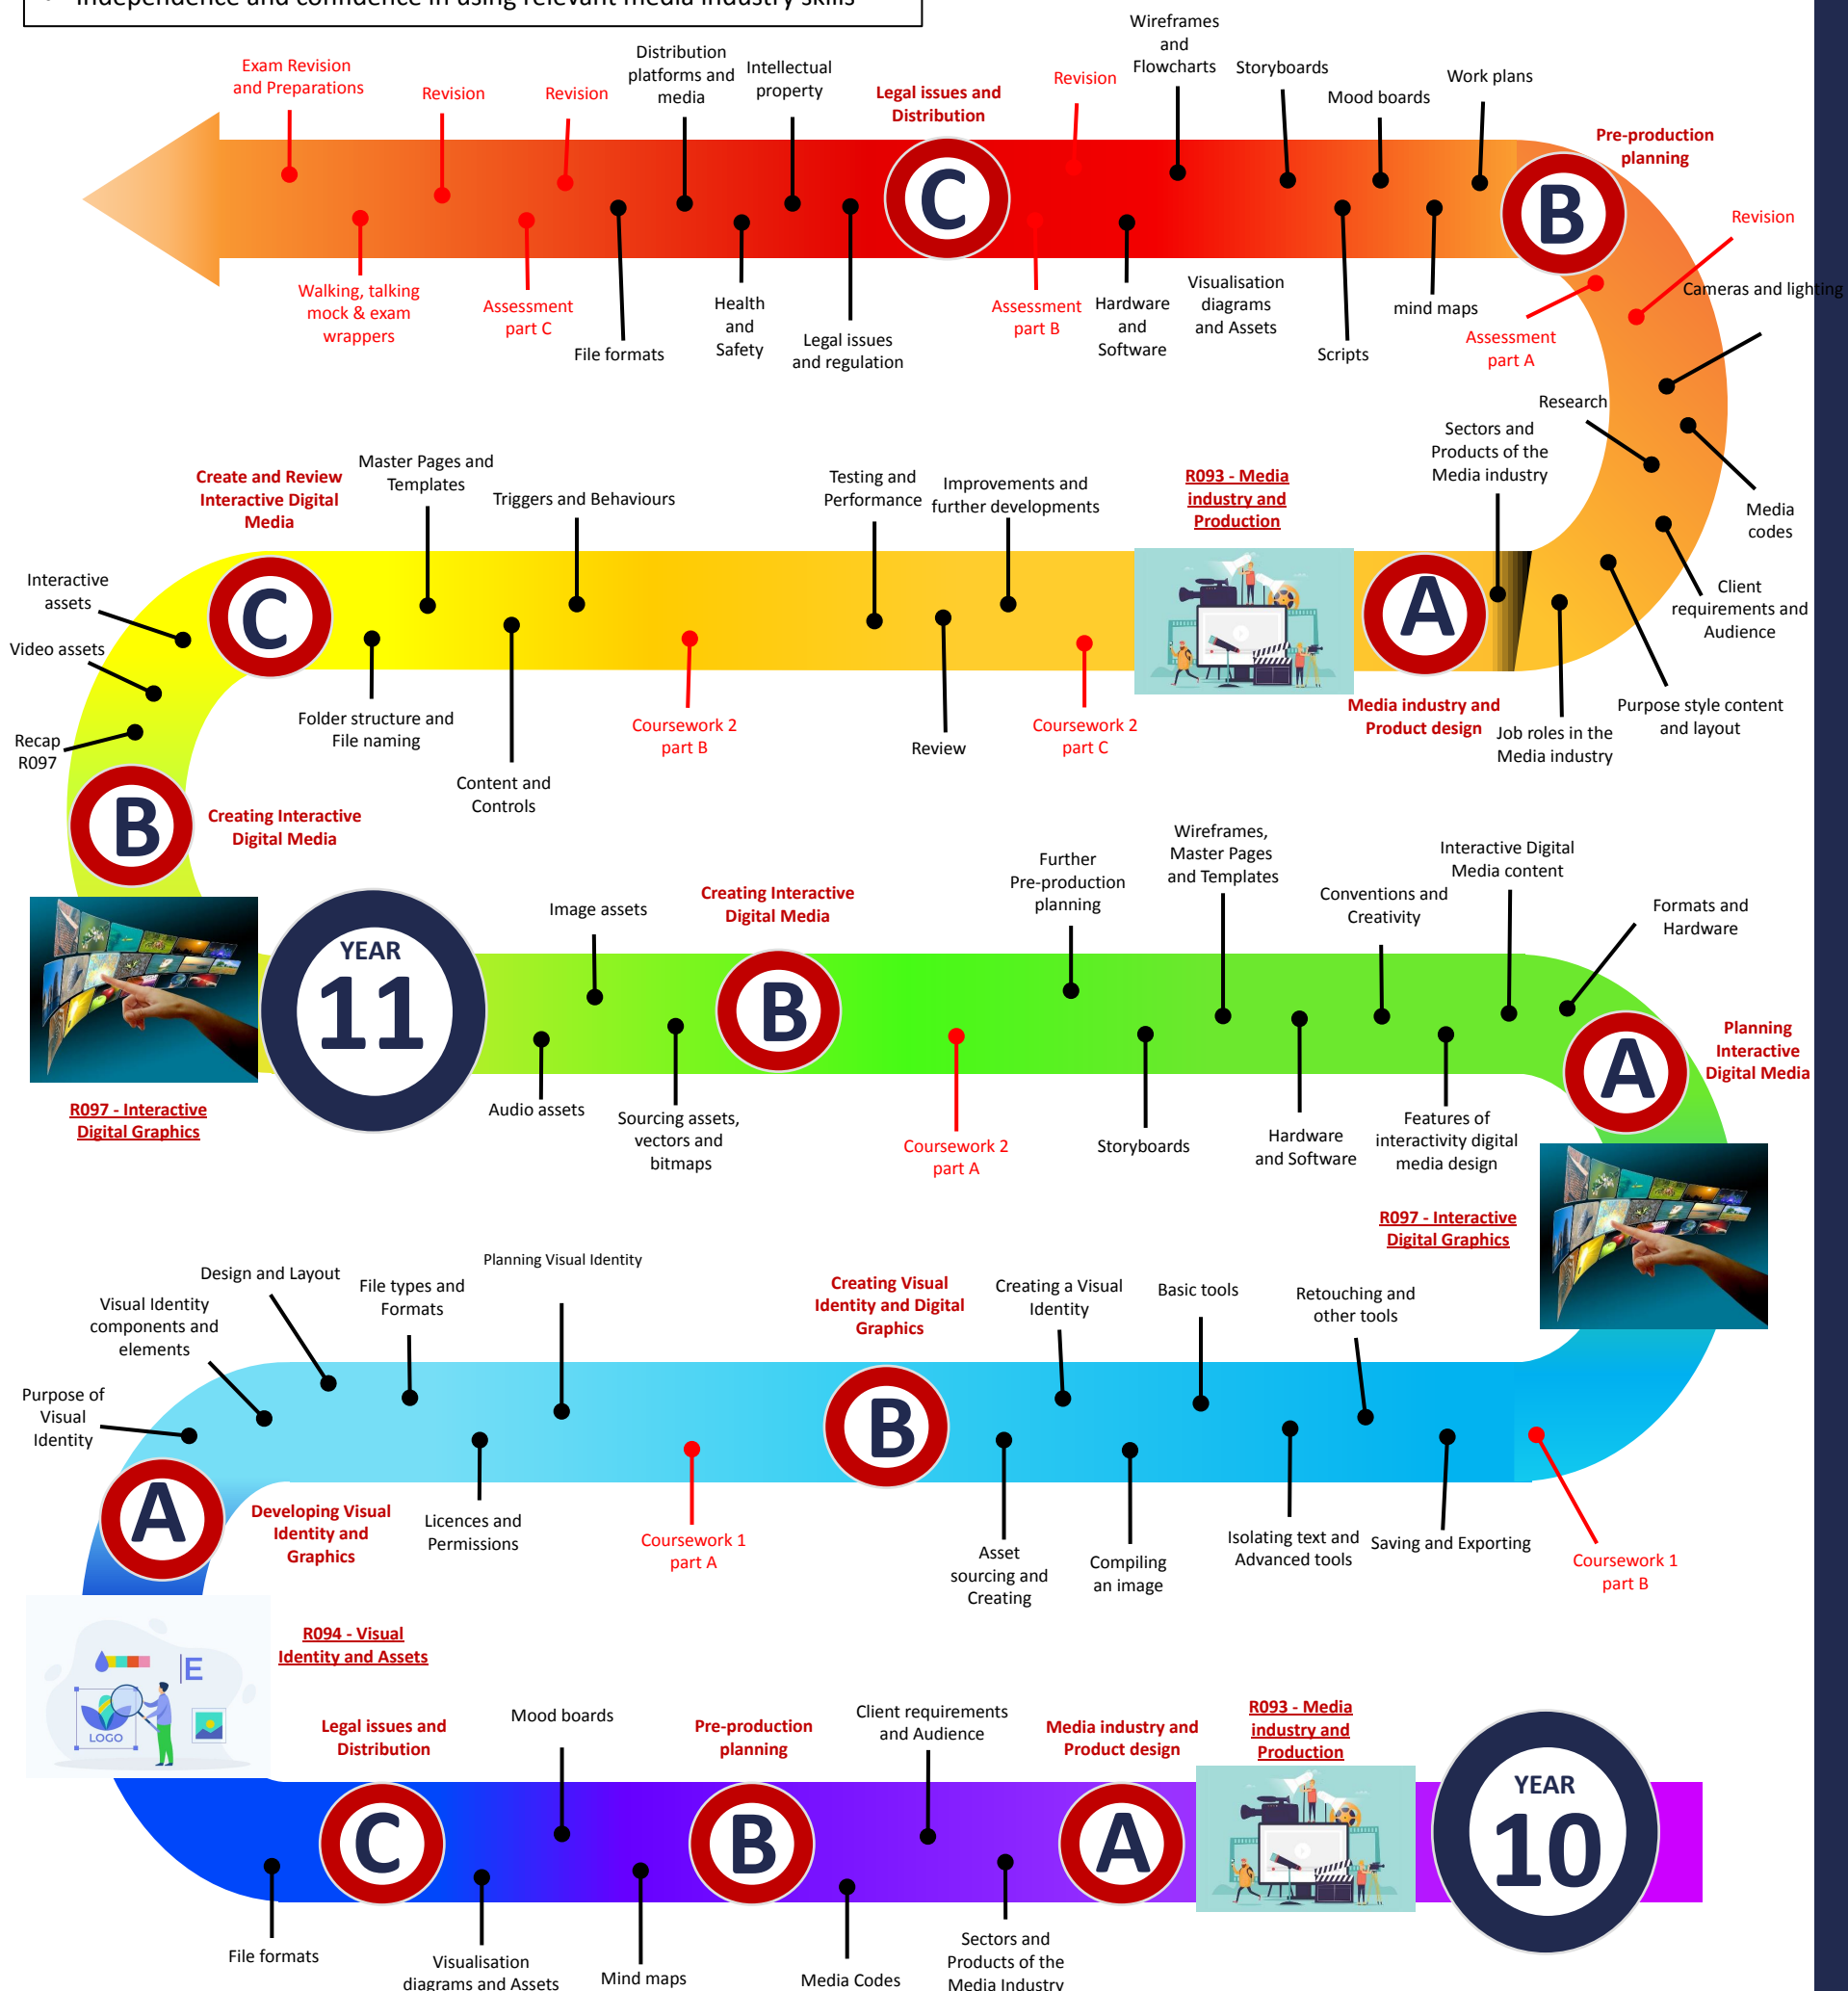 Independence and confidence in using relevant media industry skills
Exam Revision
and Preparations
Revision
Revision
Distribution
platforms and
media
Intellectual
property
Legal issues and
Distribution
Revision
Wireframes
and
Flowcharts
Storyboards
Mood boards
Work plans
Pre-production
planning
C
B
Revision
Walking, talking
mock & exam
wrappers
Assessment
part C
File formats
Health
and
Safety
Legal issues
and regulation
Assessment
part B
Hardware
and
Software
Visualisation
diagrams
and Assets
Scripts
mind maps
Assessment
part A
Cameras and lighting
Research
Media
codes
Client
requirements and
Audience
Purpose style content
and layout
Job roles in the
Media industry
Sectors and
Products of the
Media industry
A
Media industry and
Product design
R093 - Media
industry and
Production
Improvements and
further developments
Testing and
Performance
Triggers and Behaviours
Master Pages and
Templates
Create and Review
Interactive Digital
Media
C
Folder structure and
File naming
Content and
Controls
Coursework 2
part B
Review
Coursework 2
part C
Interactive
assets
Video assets
Recap
R097
B
Creating Interactive
Digital Media
YEAR
11
R097 - Interactive
Digital Graphics
Image assets
Audio assets
Sourcing assets,
vectors and
bitmaps
Creating Interactive
Digital Media
B
Coursework 2
part A
Further
Pre-production
planning
Storyboards
Wireframes,
Master Pages
and Templates
Hardware
and Software
Conventions and
Creativity
Features of
interactivity digital
media design
Interactive Digital
Media content
Formats and
Hardware
A
Planning
Interactive
Digital Media
R097 - Interactive
Digital Graphics
Purpose of
Visual
Identity
Visual Identity
components and
elements
Design and Layout
File types and
Formats
Planning Visual Identity
Creating Visual
Identity and Digital
Graphics
Creating a Visual
Identity
Basic tools
Retouching and
other tools
B
A
Developing Visual
Identity and
Graphics
Licences and
Permissions
Coursework 1
part A
Asset
sourcing and
Creating
Compiling
an image
Isolating text and
Advanced tools
Saving and Exporting
Coursework 1
part B
R094 - Visual
Identity and Assets
E
LOGO
Legal issues and
Distribution
Mood boards
Pre-production
planning
Client requirements
and Audience
Media industry and
Product design
R093 - Media
industry and
Production
C
B
A
YEAR
10
File formats
Visualisation
diagrams and Assets
Mind maps
Media Codes
Sectors and
Products of the
Media Industry